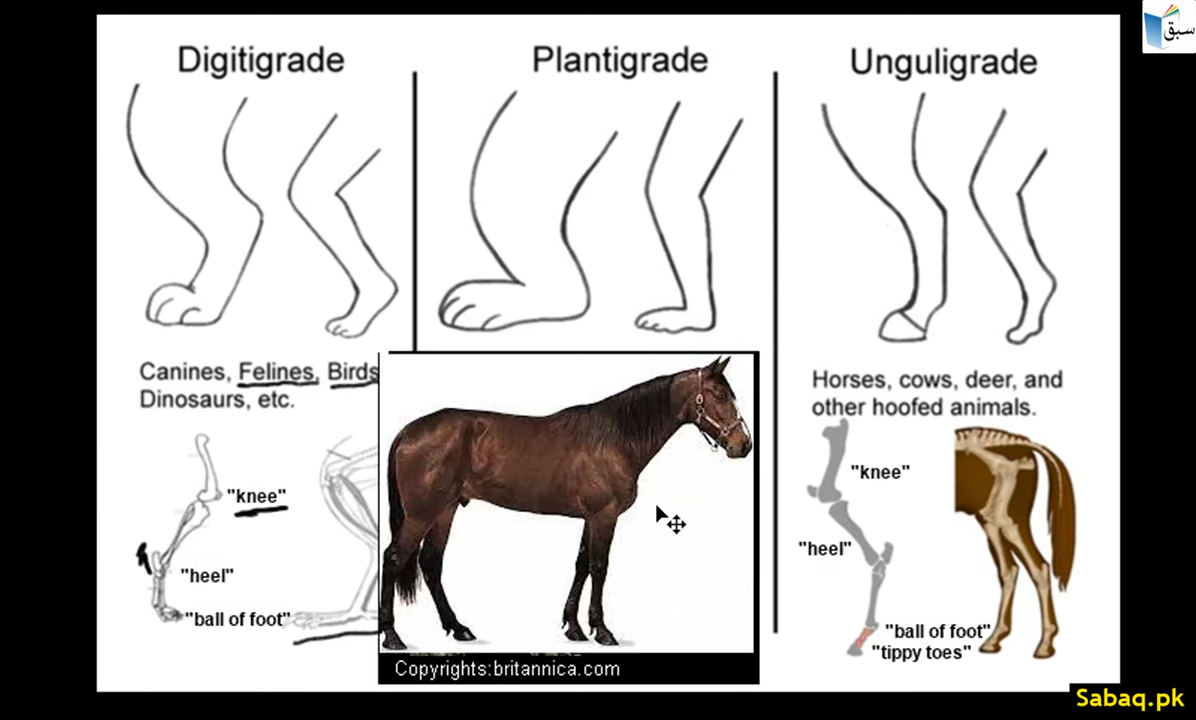 سبق
Digitigrade
Plantigrade
Unguligrade
Canines, Felines, Birds
Dinosaurs, etc.
Horses, cows, deer, and
other hoofed animals.
"knee"
"heel"
"ball of foot"
"knee"
"heel"
"ball of foot"
"tippy toes"
Copyrights:britannica.com
Sabaq.pk